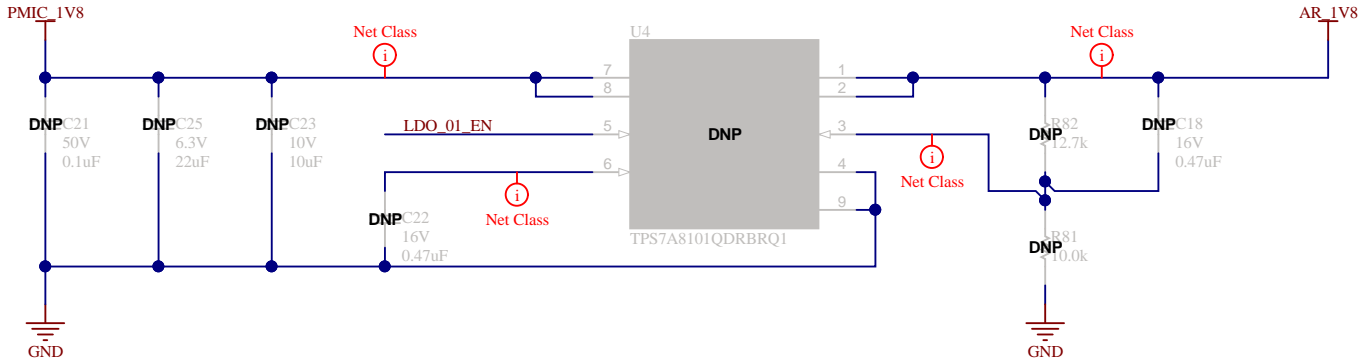 PMIC_1V8
AR_1V8
Net Class
i
U4
Net Class
i
7
8
1
2
DNP
C21
50V
0.1uF
DNP
C25
6.3V
22uF
DNP
C23
10V
10uF
LDO_01_EN
5
DNP
3
i
Net Class
DNP
R82
12.7k
DNP
C18
16V
0.47uF
6
i
Net Class
4
9
DNP
C22
16V
0.47uF
TPS7A8101QDRBRQ1
DNP
R81
10.0k
GND
GND